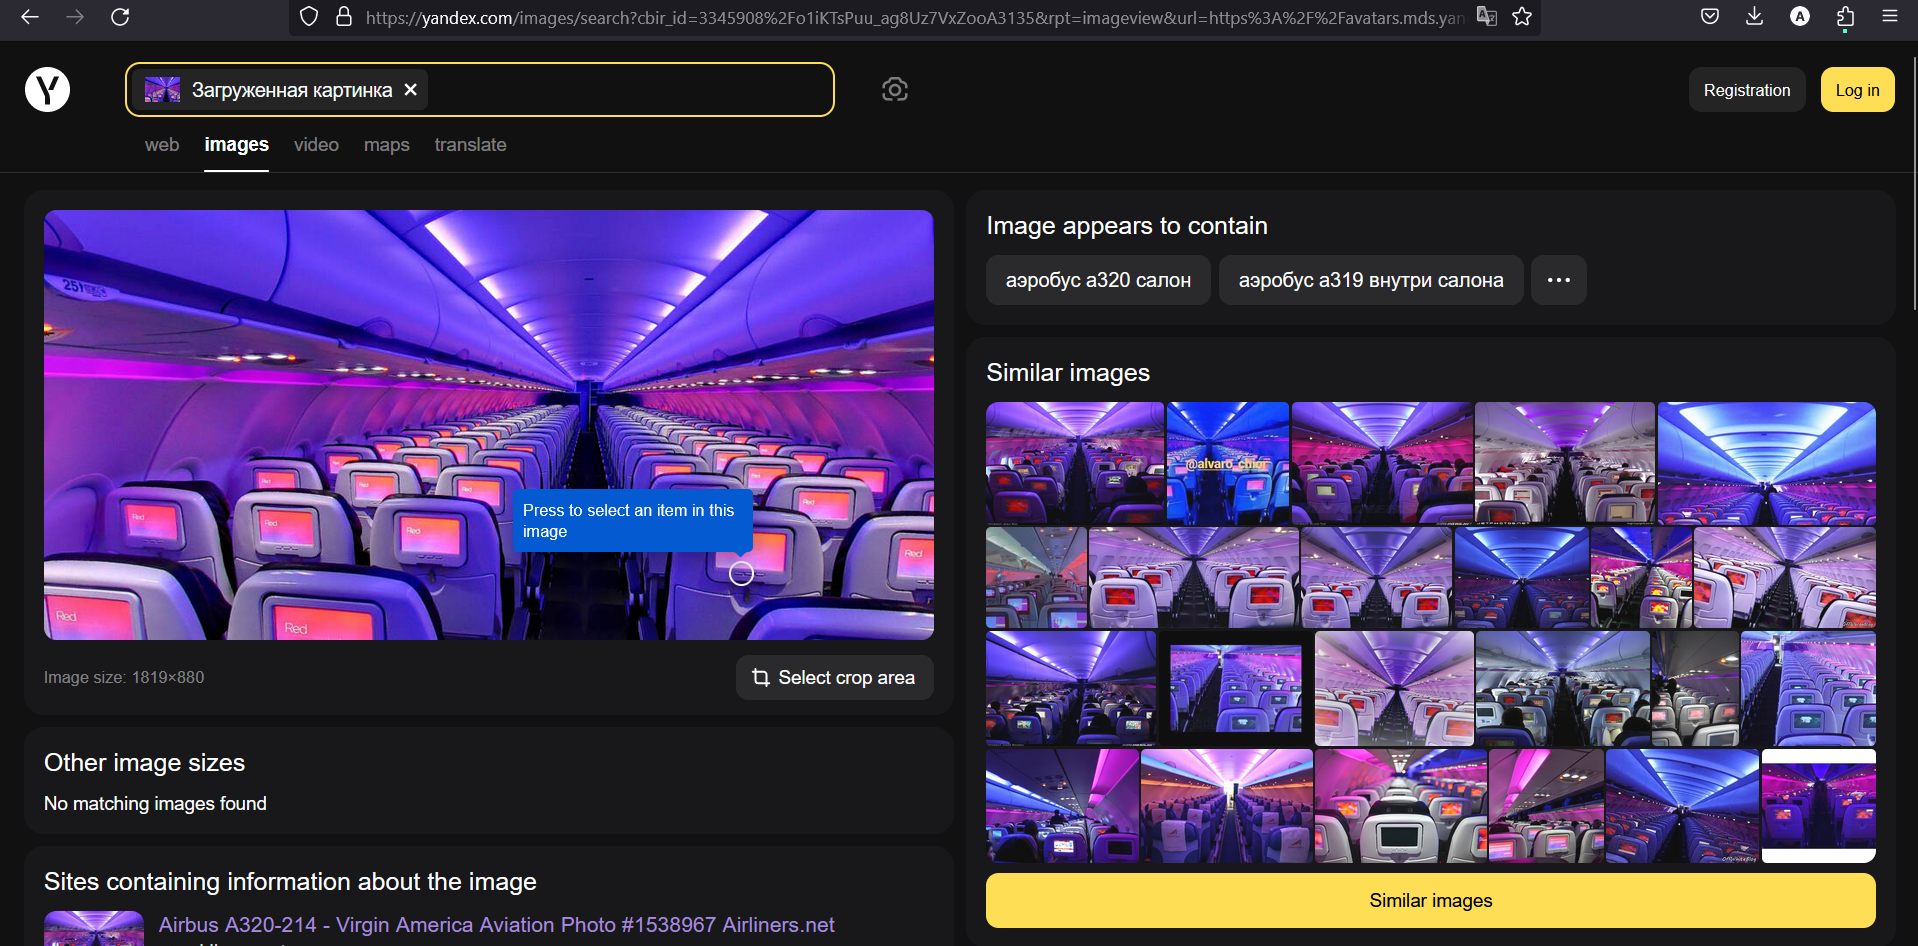 https://yandex.com/images/search?cbir_id=3345908%2Fo1iKTsPuu_ag8Uz7VxZooA3135&rpt=imageview&url=https%3A%2F%2Favatars.mds.yan
A
Y
Загруженная картинка ×
Registration
Log in
web
images
video
maps
translate
25
Red
Red
Red
Red
Red
Red
Press to select an item in this
image
Image size: 1819×880
Select crop area
Other image sizes
No matching images found
Sites containing information about the image
Airbus A320-214 - Virgin America Aviation Photo #1538967 Airliners.net
Image appears to contain
аэробус а320 салон
аэробус а319 внутри салона
Similar images
Similar images